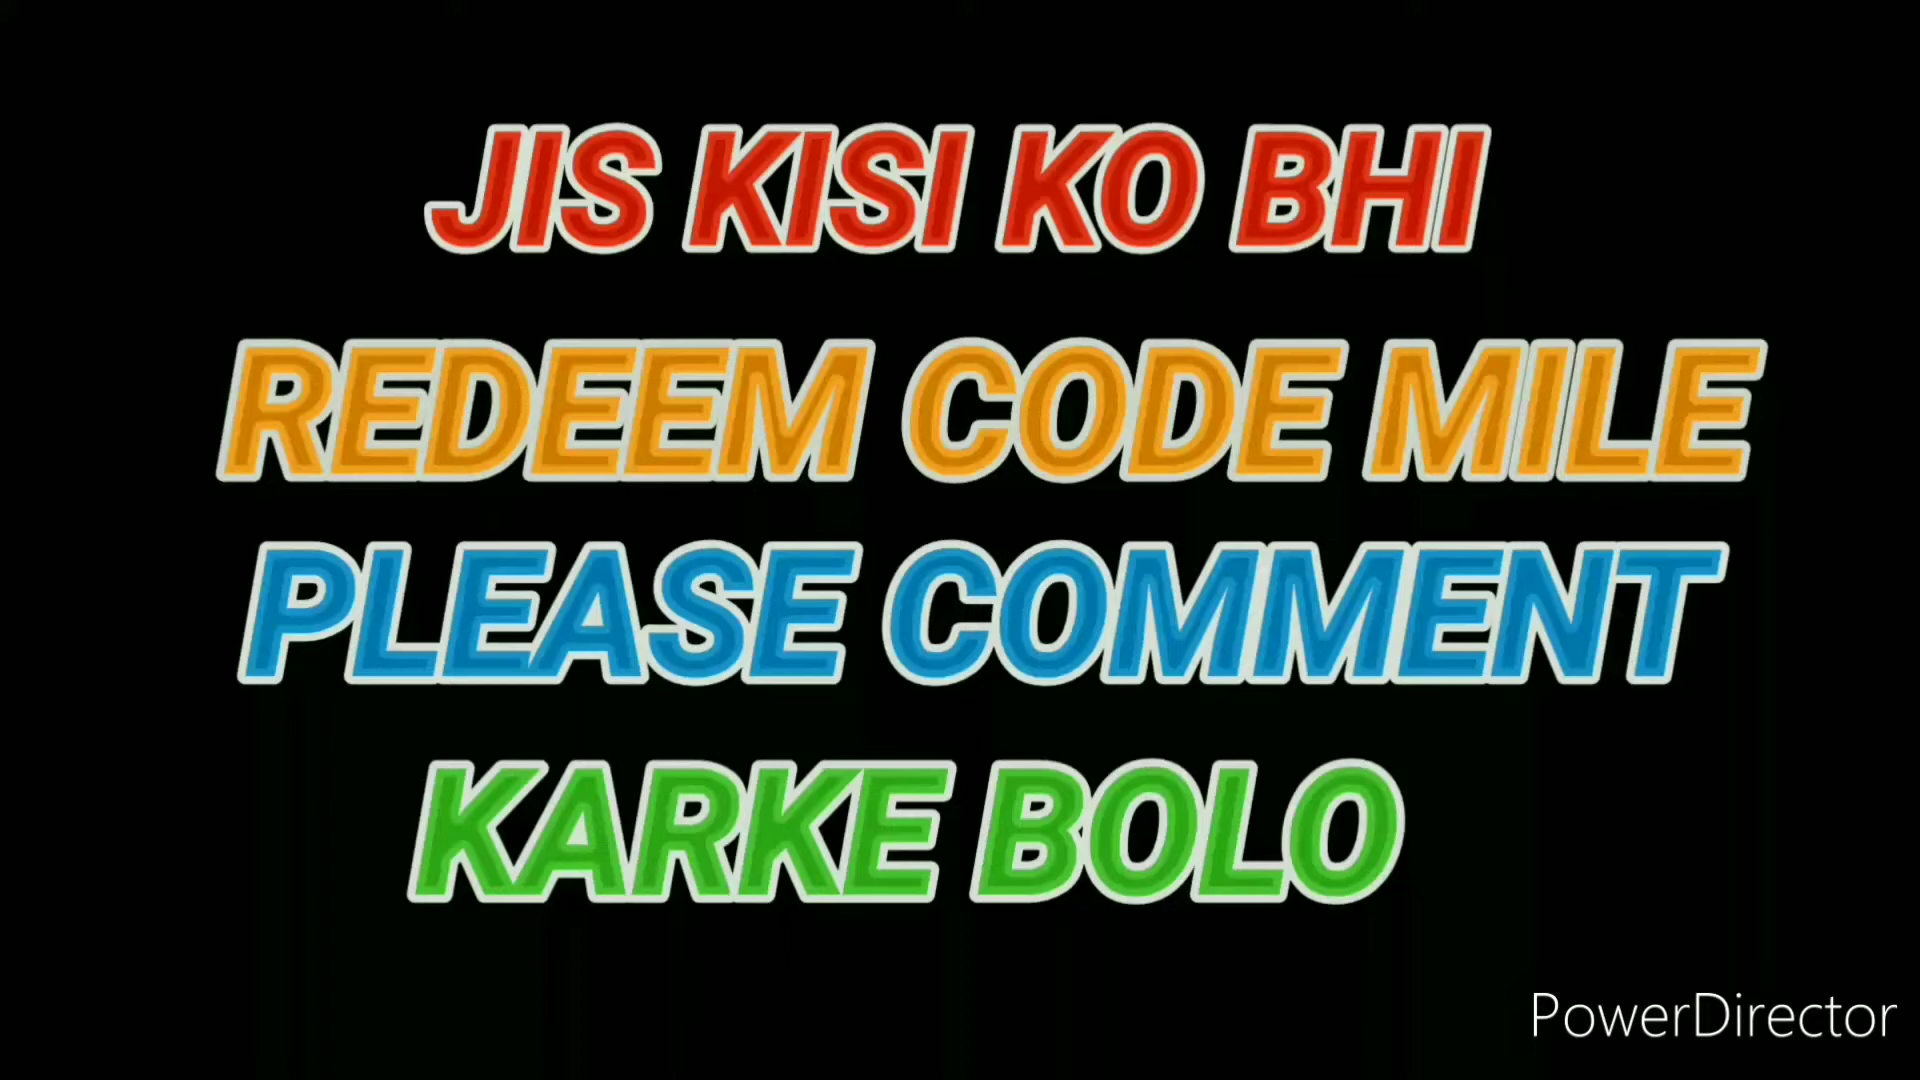 JIS KISI KO BHI
REDEEM CODE MILE
PLEASE COMMENT
KARKE BOLO
PowerDirector